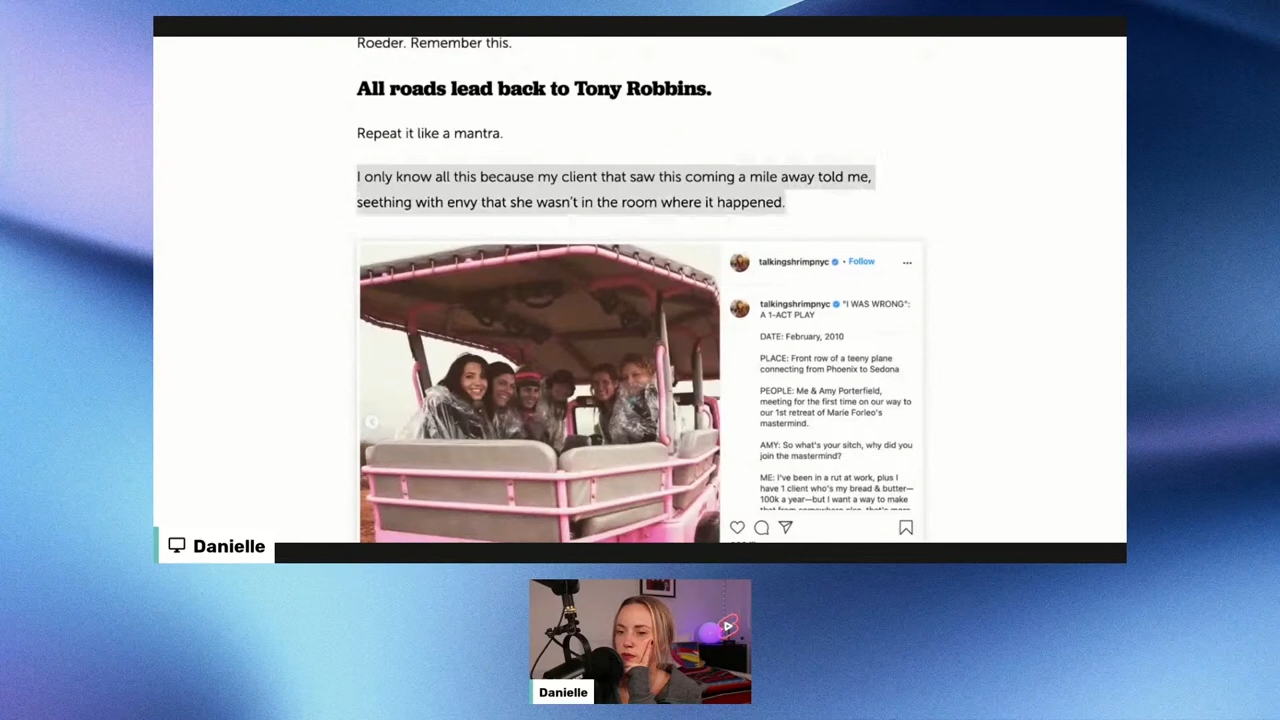 Roeder. Remember this.
All roads lead back to Tony Robbins.
Repeat it like a mantra.
I only know all this because my client that saw this coming a mile away told me,
seething with envy that she wasn't in the room where it happened.
talkingshrimpnyc • Follow
talkingshrimpnyc "I WAS WRONG":
A 1-ACT PLAY
DATE: February, 2010
PLACE: Front row of a teeny plane
connecting from Phoenix to Sedona
PEOPLE: Me & Amy Porterfield,
meeting for the first time on our way to
our 1st retreat of Marie Forleo's
mastermind.
AMY: So what's your sitch, why did you
join the mastermind?
ME: I've been in a rut at work, plus I
have 1 client who's my bread & butter—
100k a year—but I want a way to make
that from somewhere else, that's more
Danielle
Danielle